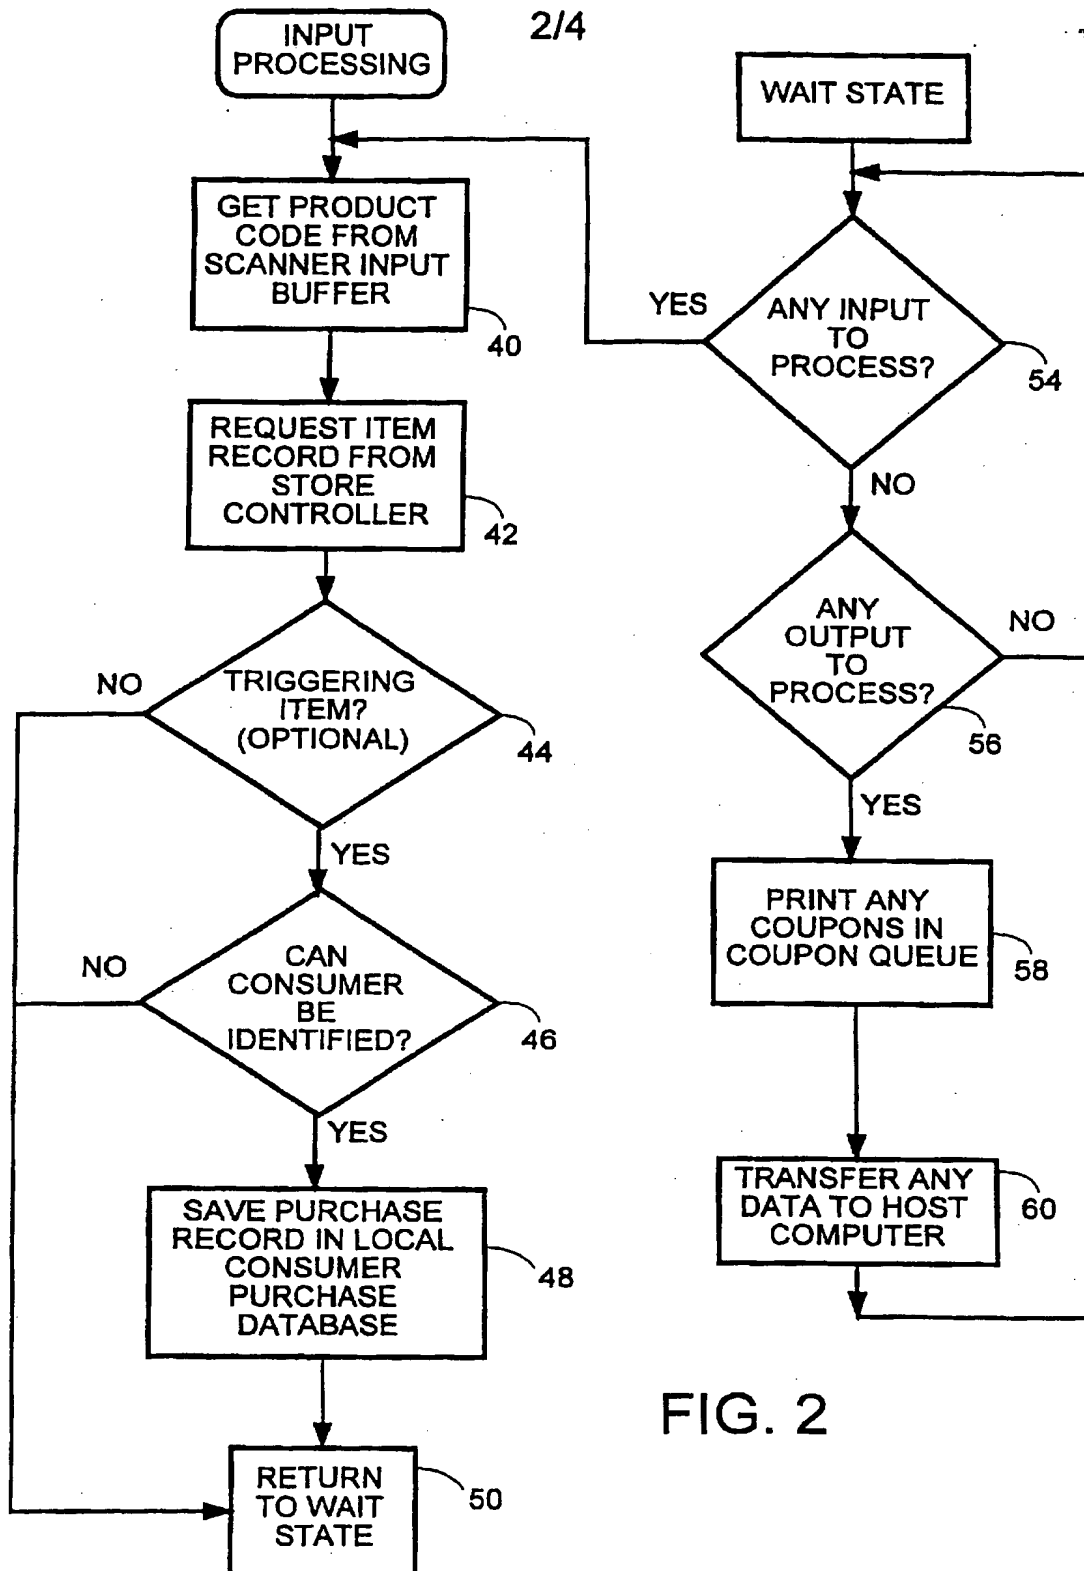 2/4
INPUT
PROCESSING
GET PRODUCT
CODE FROM
SCANNER INPUT
BUFFER
40
REQUEST ITEM
RECORD FROM
STORE
CONTROLLER
42
TRIGGERING
ITEM?
(OPTIONAL)
44
NO
YES
CAN
CONSUMER
BE
IDENTIFIED?
46
NO
YES
SAVE PURCHASE
RECORD IN LOCAL
CONSUMER
PURCHASE
DATABASE
48
RETURN
TO WAIT
STATE
50
WAIT STATE
ANY INPUT
TO
PROCESS?
54
YES
NO
ANY
OUTPUT
TO
PROCESS?
56
NO
YES
PRINT ANY
COUPONS IN
COUPON QUEUE
58
TRANSFER ANY
DATA TO HOST
COMPUTER
60
FIG. 2